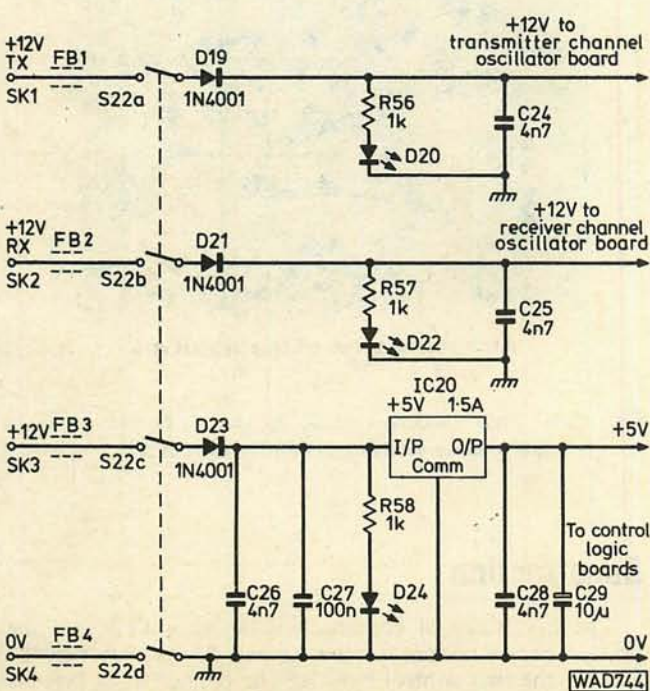 +12V
TX
FB1
SK1
S22a
D19
1N4001
R56
1k
D20
C24
4n7
+12V to
transmitter channel
oscillator board
+12V
RX
FB2
SK2
S22b
D21
1N4001
R57
1k
D22
C25
4n7
+12V to
receiver channel
oscillator board
+12V
FB3
SK3
S22c
D23
1N4001
IC20
+5V 1·5A
I/P O/P
Comm
+5V
R58
1k
C26
4n7
C27
100n
D24
C28
4n7
C29
10μ
To control
logic
boards
0V
FB4
SK4
S22d
0V
WAD744